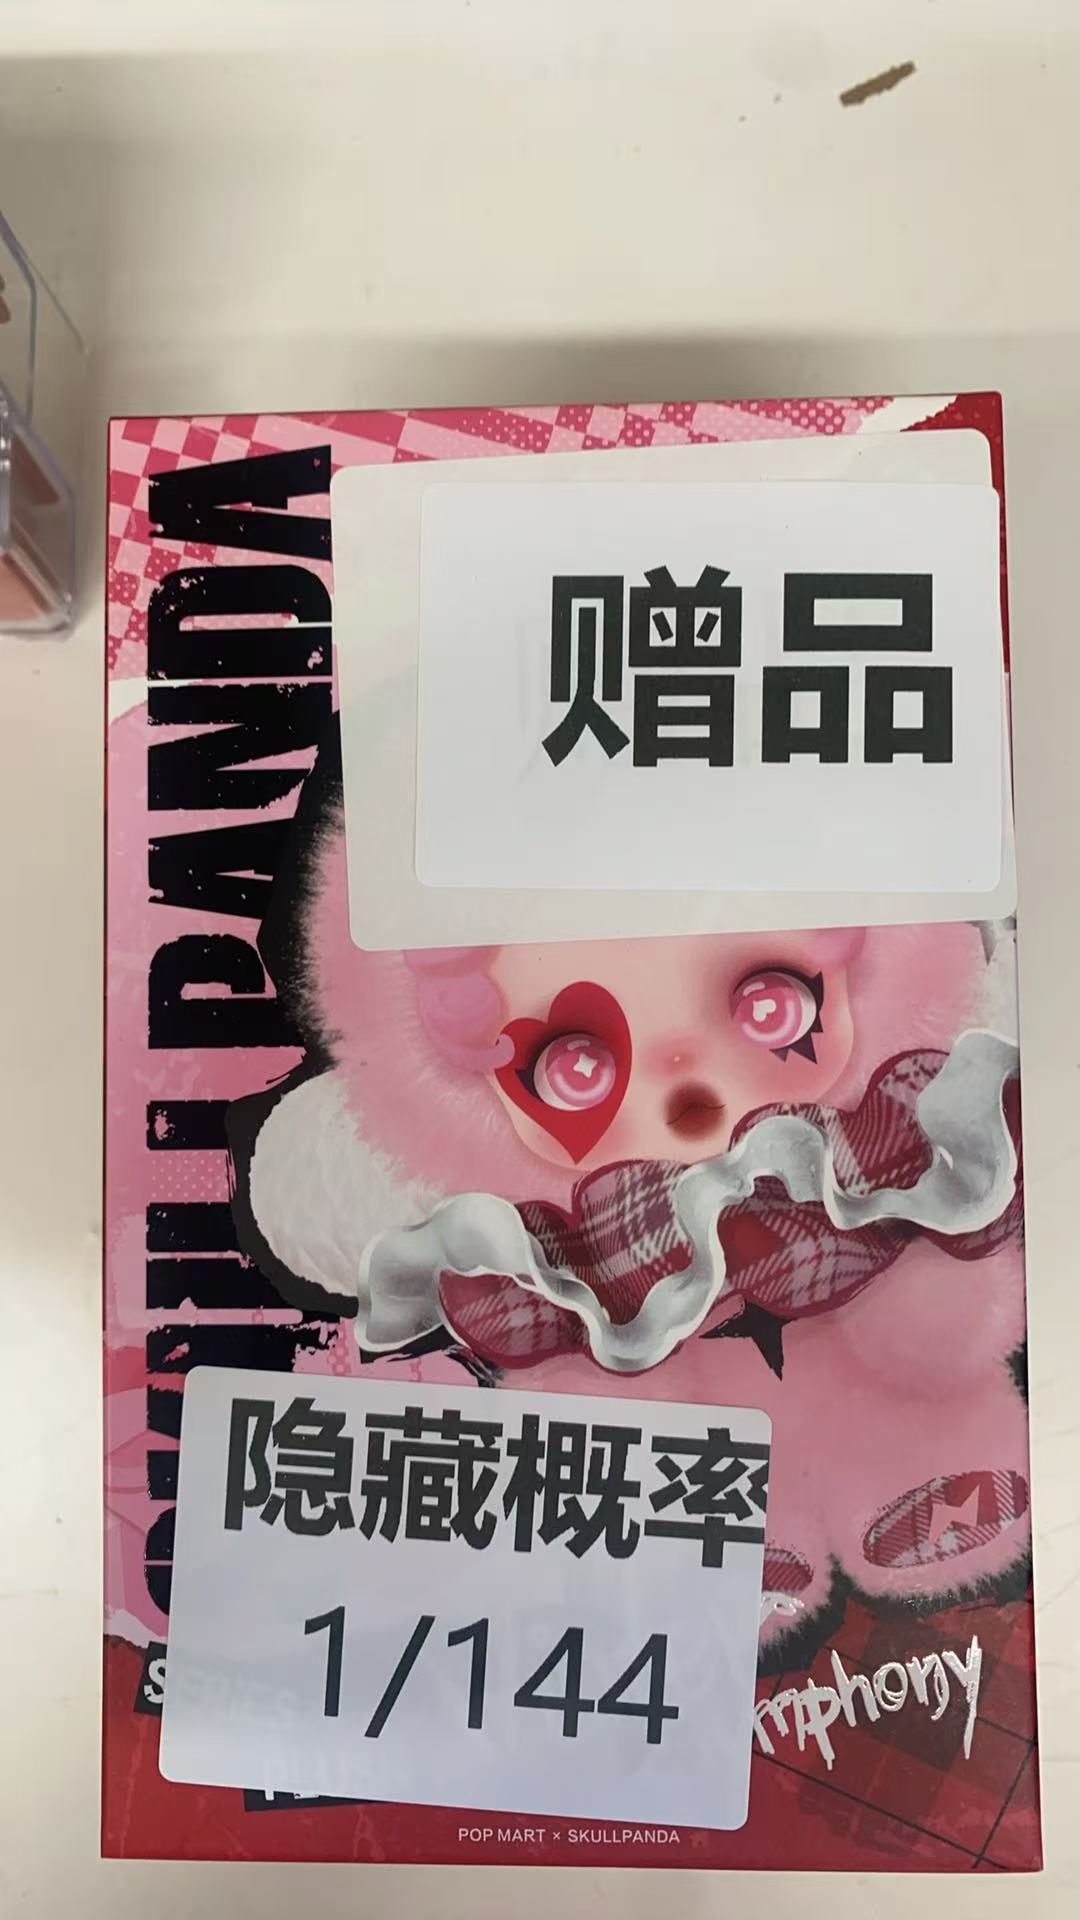 SKULLPANDA
赠品
隐藏概率
1/144
POP MART × SKULLPANDA